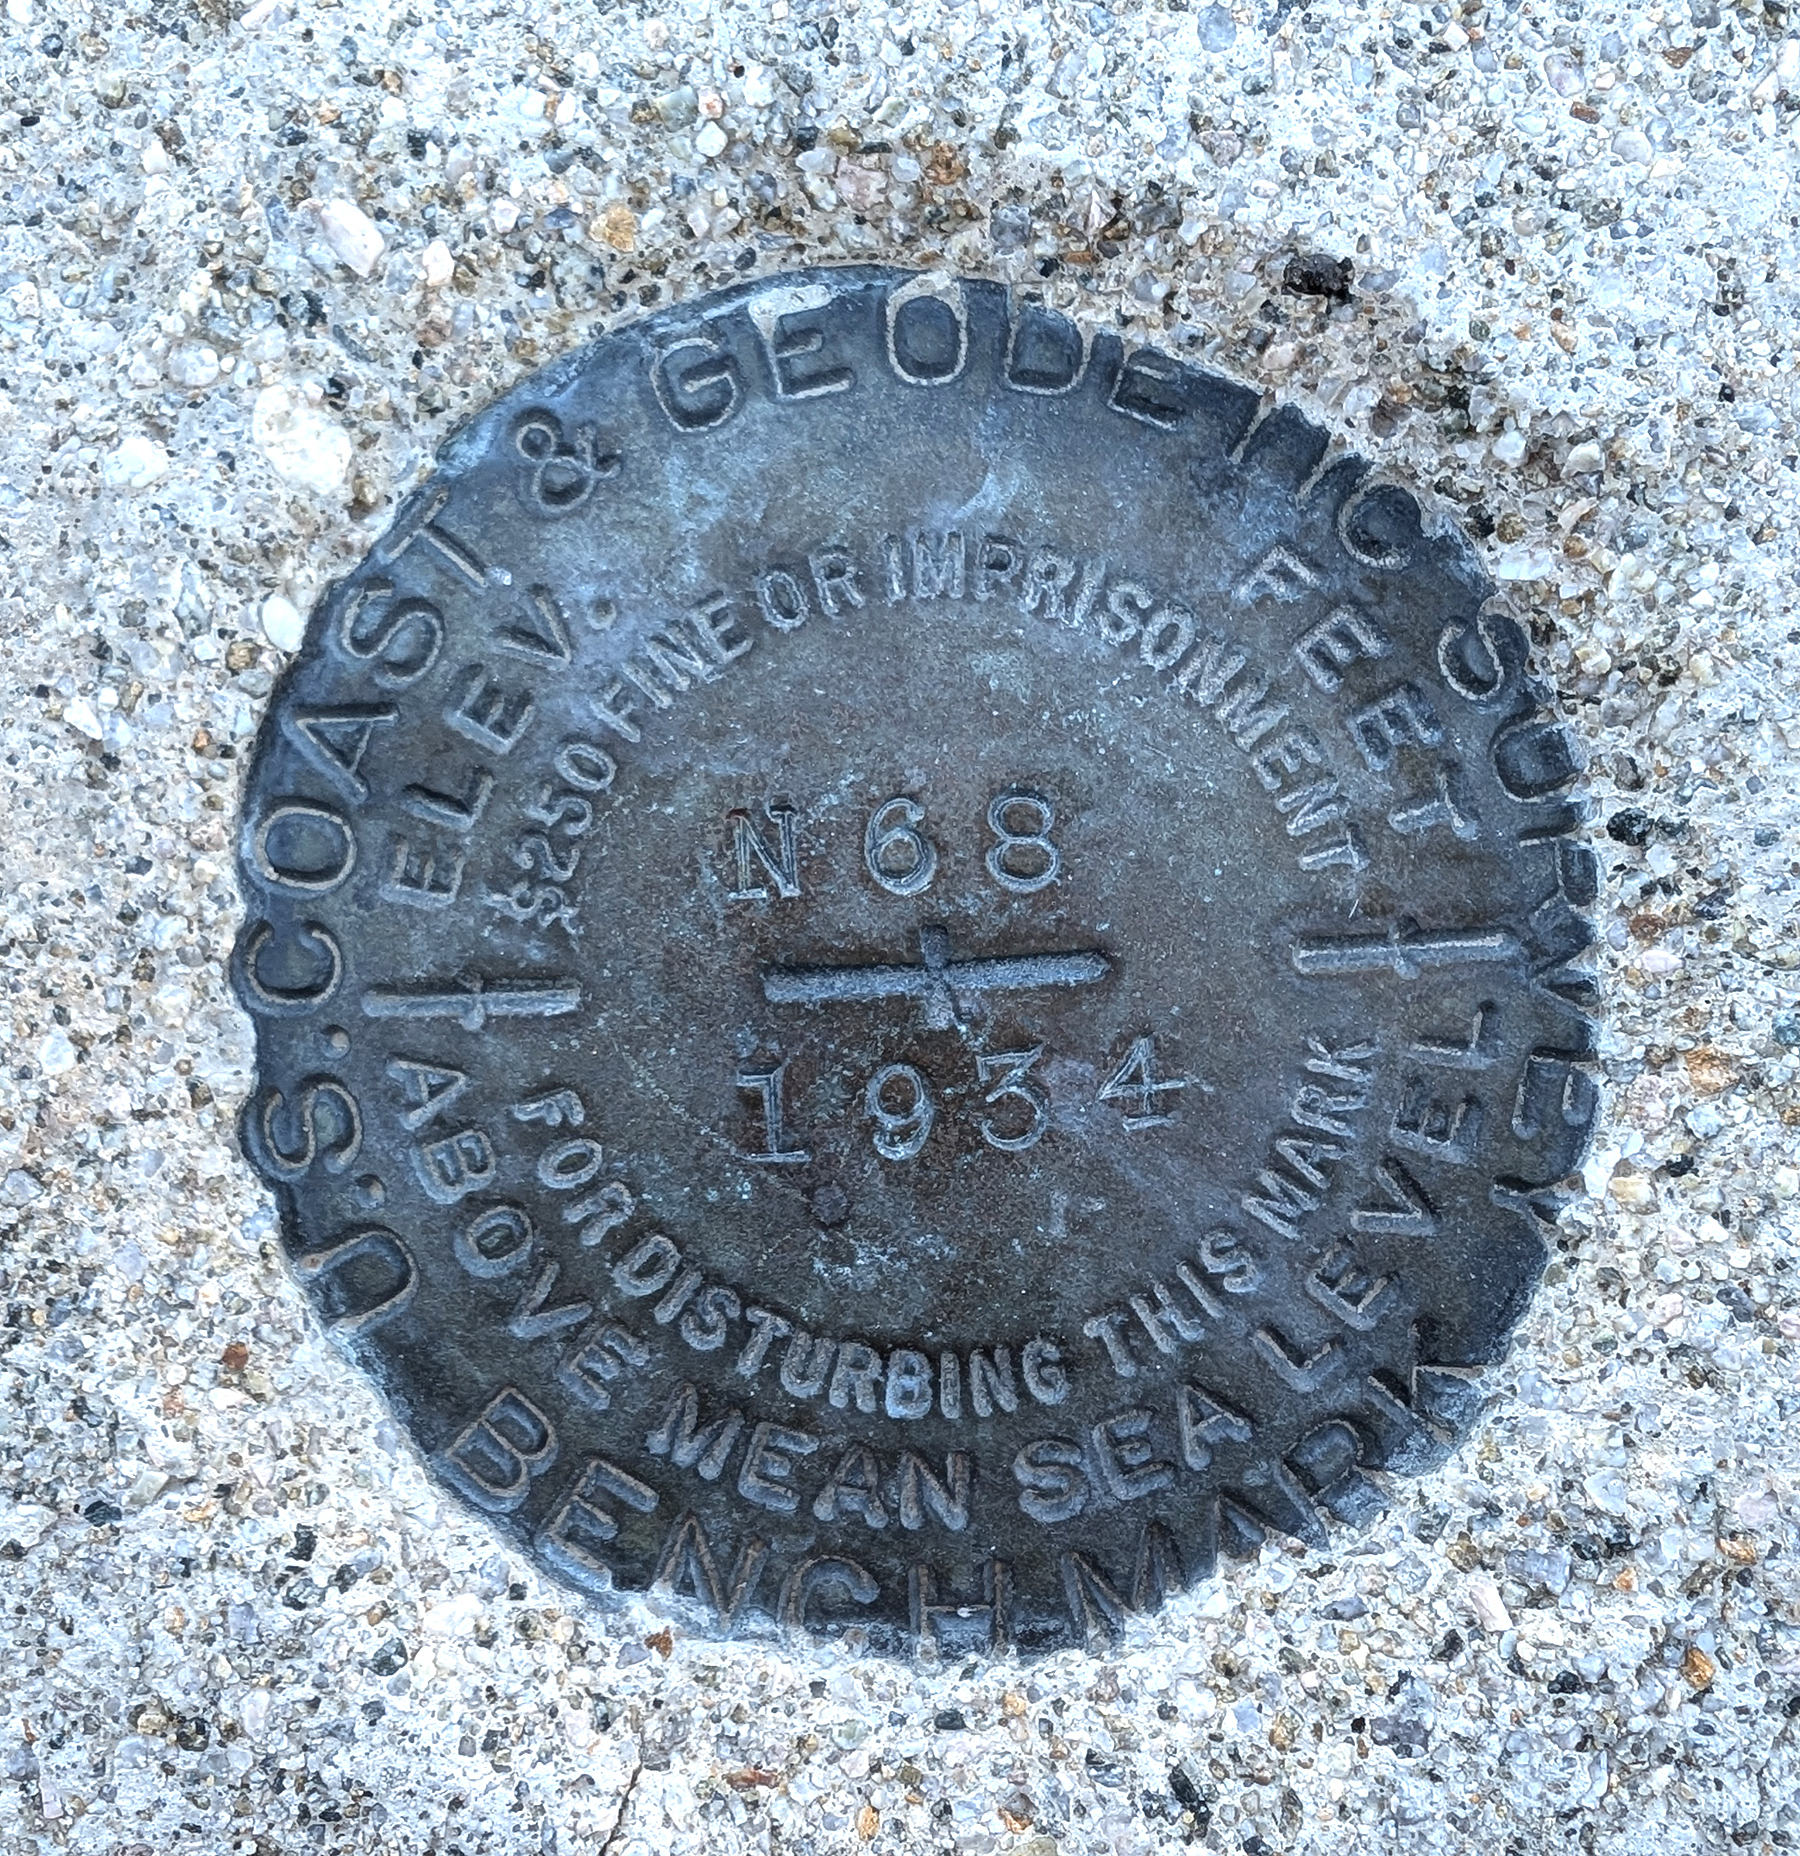 U.S. COAST & GEODETIC SURVEY
ELEV. FEET
$250 FINE OR IMPRISONMENT
N 68
1934
FOR DISTURBING THIS MARK
ABOVE MEAN SEA LEVEL
BENCH MARK